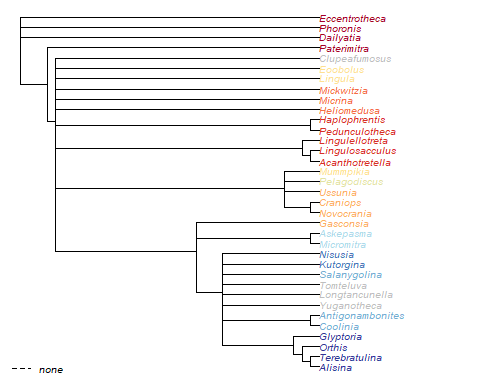 Eccentrotheca
Phoronis
Dailyatia
Paterimitra
Clupeafumosus
Eoobolus
Lingula
Mickwitzia
Micrina
Heliomedusa
Haplophrentis
Pedunculotheca
Lingulellotreta
Lingulosacculus
Acanthotretella
Mummpikia
Pelagodiscus
Ussunia
Craniops
Novocrania
Gasconsia
Askepasma
Micromitra
Nisusia
Kutorgina
Salanygolina
Tomteluva
Longtancunella
Yuganotheca
Antigonambonites
Coolinia
Glyptoria
Orthis
Terebratulina
Alisina
none